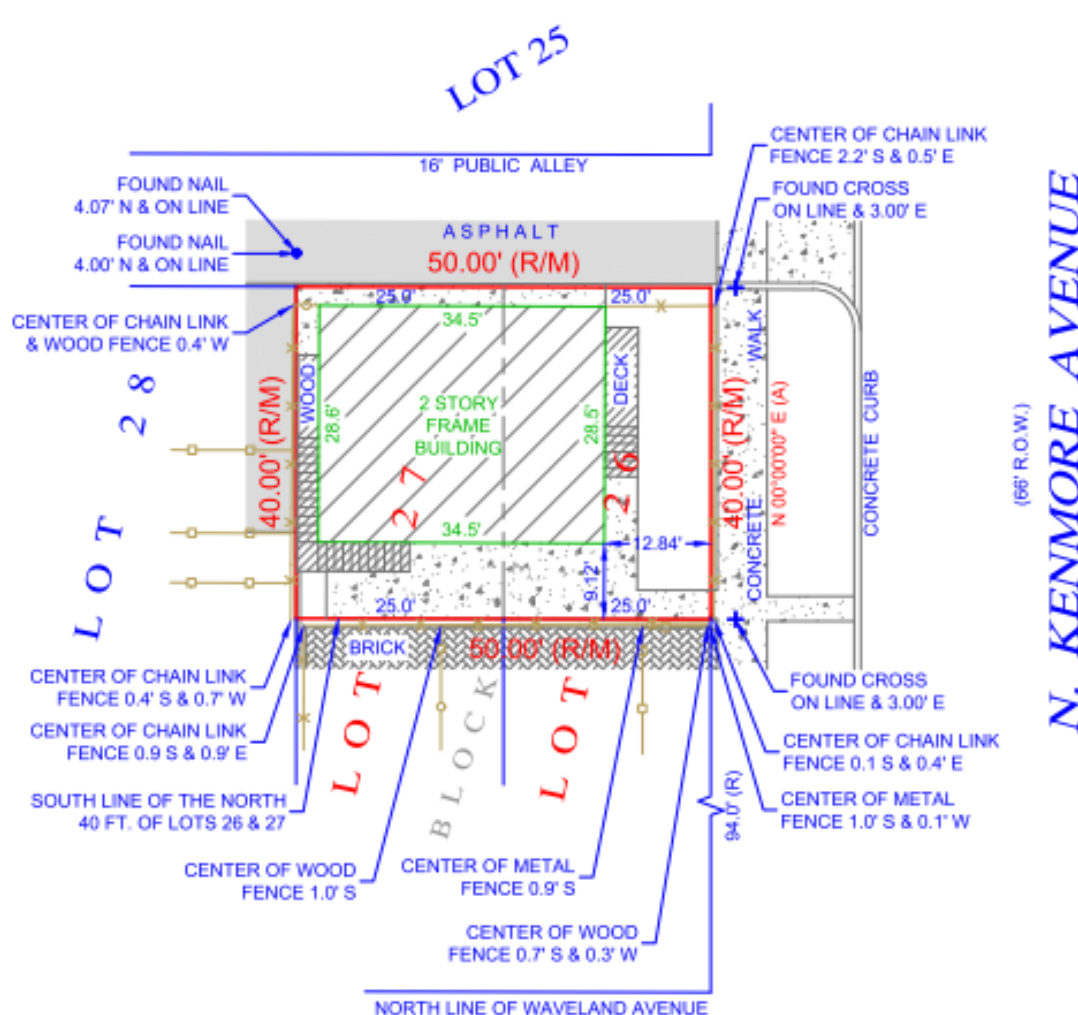 LOT 25
16' PUBLIC ALLEY
CENTER OF CHAIN LINK
FENCE 2.2' S & 0.5' E
FOUND NAIL
4.07' N & ON LINE
FOUND CROSS
ON LINE & 3.00' E
FOUND NAIL
4.00' N & ON LINE
ASPHALT
50.00' (R/M)
25.0'
25.0'
34.5'
CENTER OF CHAIN LINK
& WOOD FENCE 0.4' W
LOT 28
40.00' (R/M)
WOOD
28.6'
2 STORY
FRAME
BUILDING
28.5'
DECK
27
26
40.00' (R/M)
WALK
CONCRETE
N 00°00'00" E (A)
CONCRETE CURB
(66' R.O.W.)
N. KENMORE AVENUE
34.5'
12.84'
9.12'
25.0'
25.0'
BRICK
50.00' (R/M)
LOT
BLOCK
LOT
CENTER OF CHAIN LINK
FENCE 0.4' S & 0.7' W
CENTER OF CHAIN LINK
FENCE 0.9 S & 0.9' E
SOUTH LINE OF THE NORTH
40 FT. OF LOTS 26 & 27
CENTER OF WOOD
FENCE 1.0' S
CENTER OF METAL
FENCE 0.9' S
CENTER OF WOOD
FENCE 0.7' S & 0.3' W
94.0' (R)
FOUND CROSS
ON LINE & 3.00' E
CENTER OF CHAIN LINK
FENCE 0.1 S & 0.4' E
CENTER OF METAL
FENCE 1.0' S & 0.1' W
NORTH LINE OF WAVELAND AVENUE